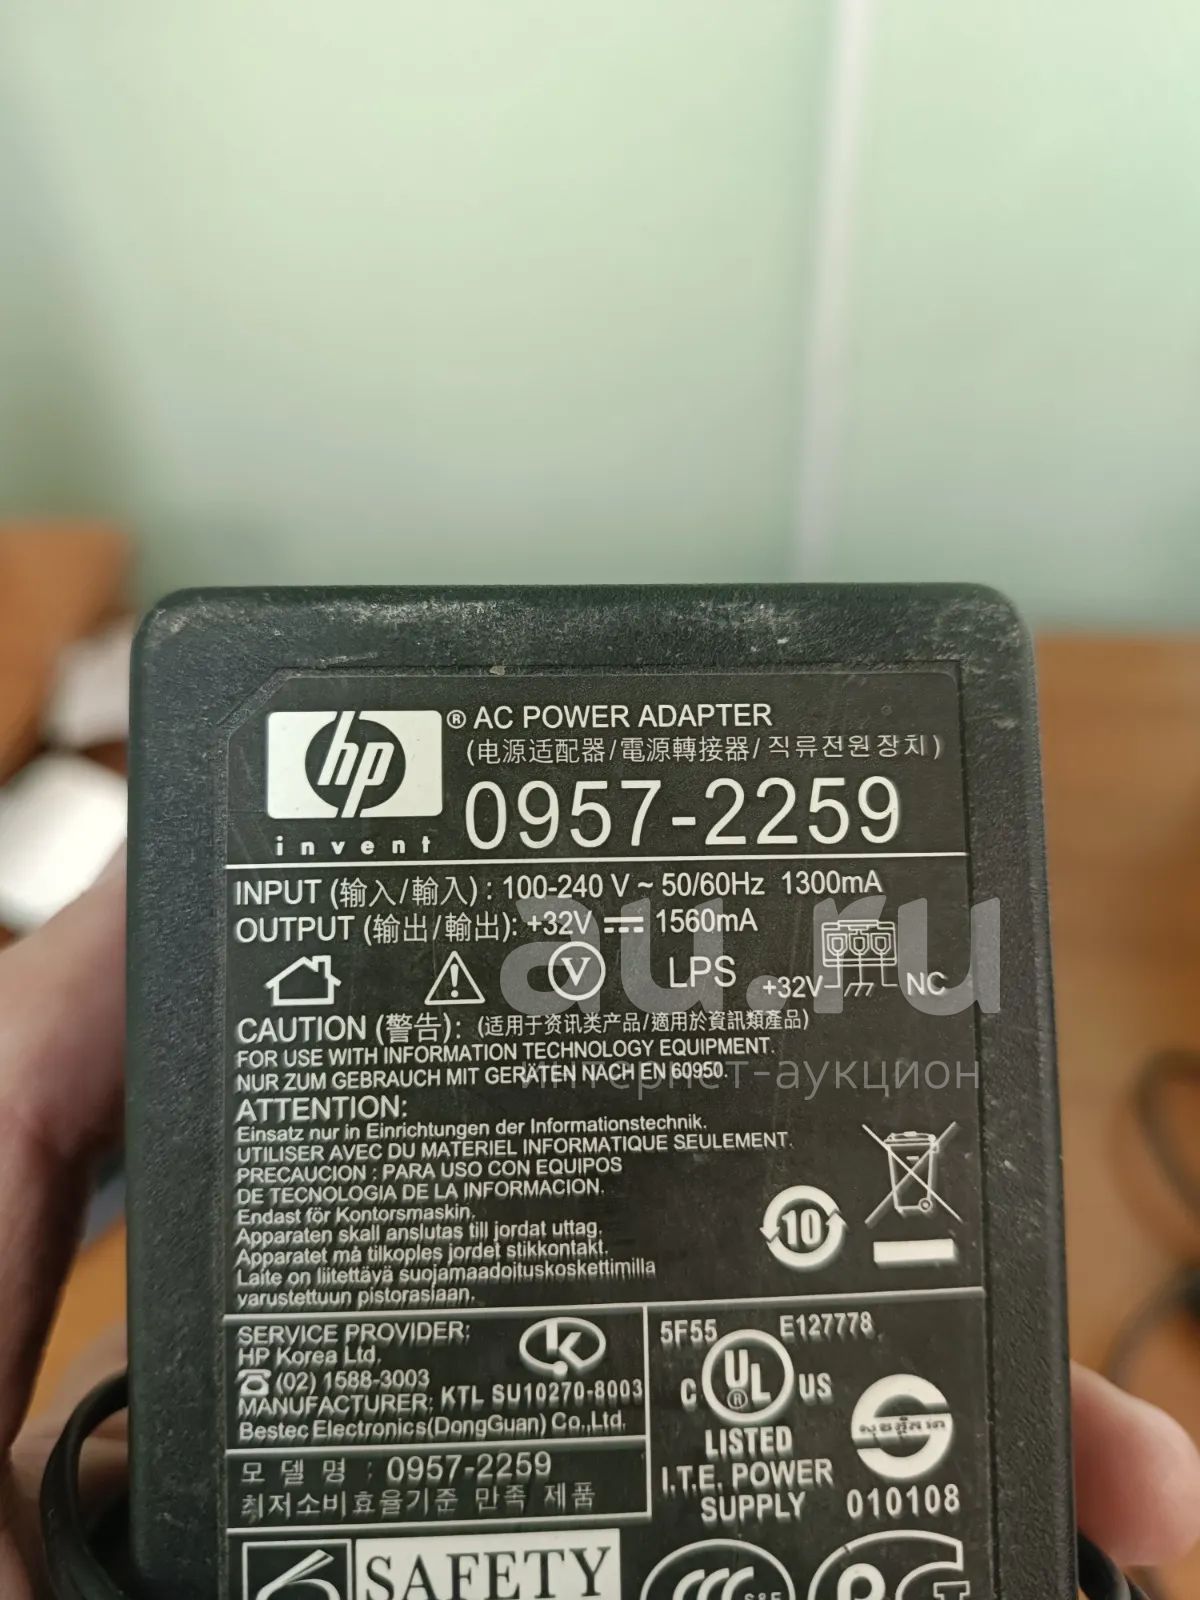 hp
invent
® AC POWER ADAPTER
(电源适配器/電源轉接器/직류전원장치)
0957-2259
INPUT (输入/輸入) : 100-240 V ~ 50/60Hz 1300mA
OUTPUT (输出/輸出): +32V 1560mA
V
LPS
+32V
NC
CAUTION (警告): (适用于资讯类产品/適用於資訊類產品)
FOR USE WITH INFORMATION TECHNOLOGY EQUIPMENT.
NUR ZUM GEBRAUCH MIT GERÄTEN NACH EN 60950.
ATTENTION:
Einsatz nur in Einrichtungen der Informationstechnik.
UTILISER AVEC DU MATERIEL INFORMATIQUE SEULEMENT.
PRECAUCION : PARA USO CON EQUIPOS
DE TECNOLOGIA DE LA INFORMACION.
Endast för Kontorsmaskin.
Apparaten skall anslutas till jordat uttag.
Apparatet må tilkoples jordet stikkontakt.
Laite on liitettävä suojamaadoituskoskettimilla
varustettuun pistorasiaan.
10
SERVICE PROVIDER:
HP Korea Ltd.
☎(02) 1588-3003
MANUFACTURER: KTL SU10270-8003
Bestec Electronics(DongGuan) Co.,Ltd.
모 델 명 : 0957-2259
최저소비효율기준 만족 제품
5F55 E127778
C UL ® US
LISTED
I.T.E. POWER
SUPPLY
010108
SAFETY
CCC S&E
au.ru
интернет-аукцион